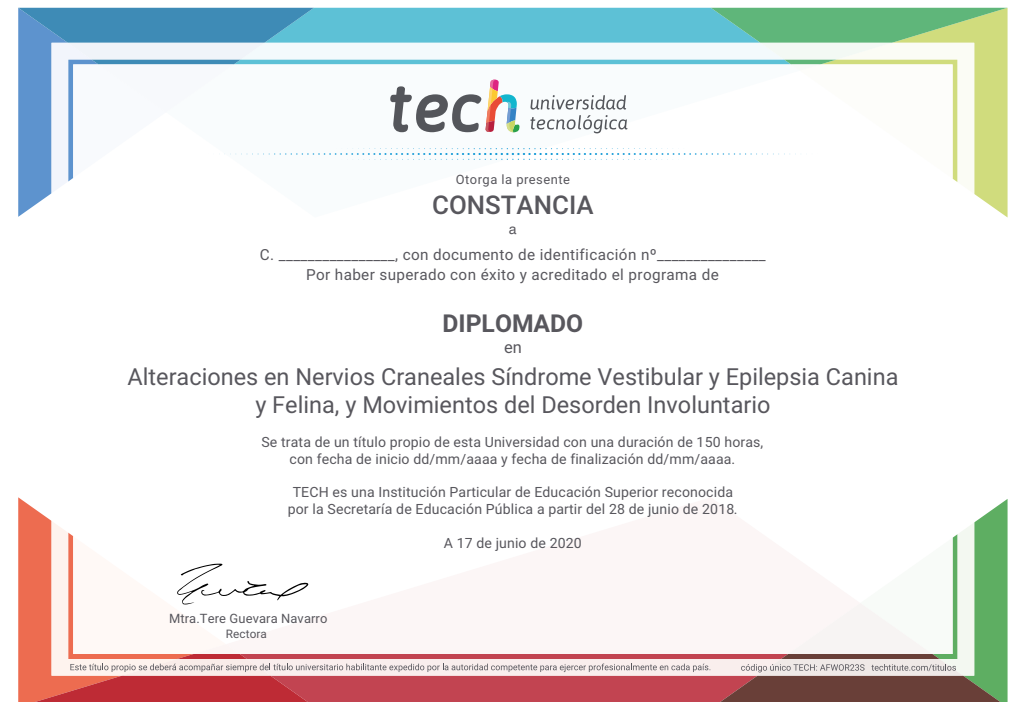 tech universidad
tecnológica
Otorga la presente
CONSTANCIA
a
C. ________________, con documento de identificación nº_______________
Por haber superado con éxito y acreditado el programa de
DIPLOMADO
en
Alteraciones en Nervios Craneales Síndrome Vestibular y Epilepsia Canina
y Felina, y Movimientos del Desorden Involuntario
Se trata de un título propio de esta Universidad con una duración de 150 horas,
con fecha de inicio dd/mm/aaaa y fecha de finalización dd/mm/aaaa.
TECH es una Institución Particular de Educación Superior reconocida
por la Secretaría de Educación Pública a partir del 28 de junio de 2018.
A 17 de junio de 2020
Mtra.Tere Guevara Navarro
Rectora
Este título propio se deberá acompañar siempre del título universitario habilitante expedido por la autoridad competente para ejercer profesionalmente en cada país. código único TECH: AFWOR23S techtitute.com/titulos